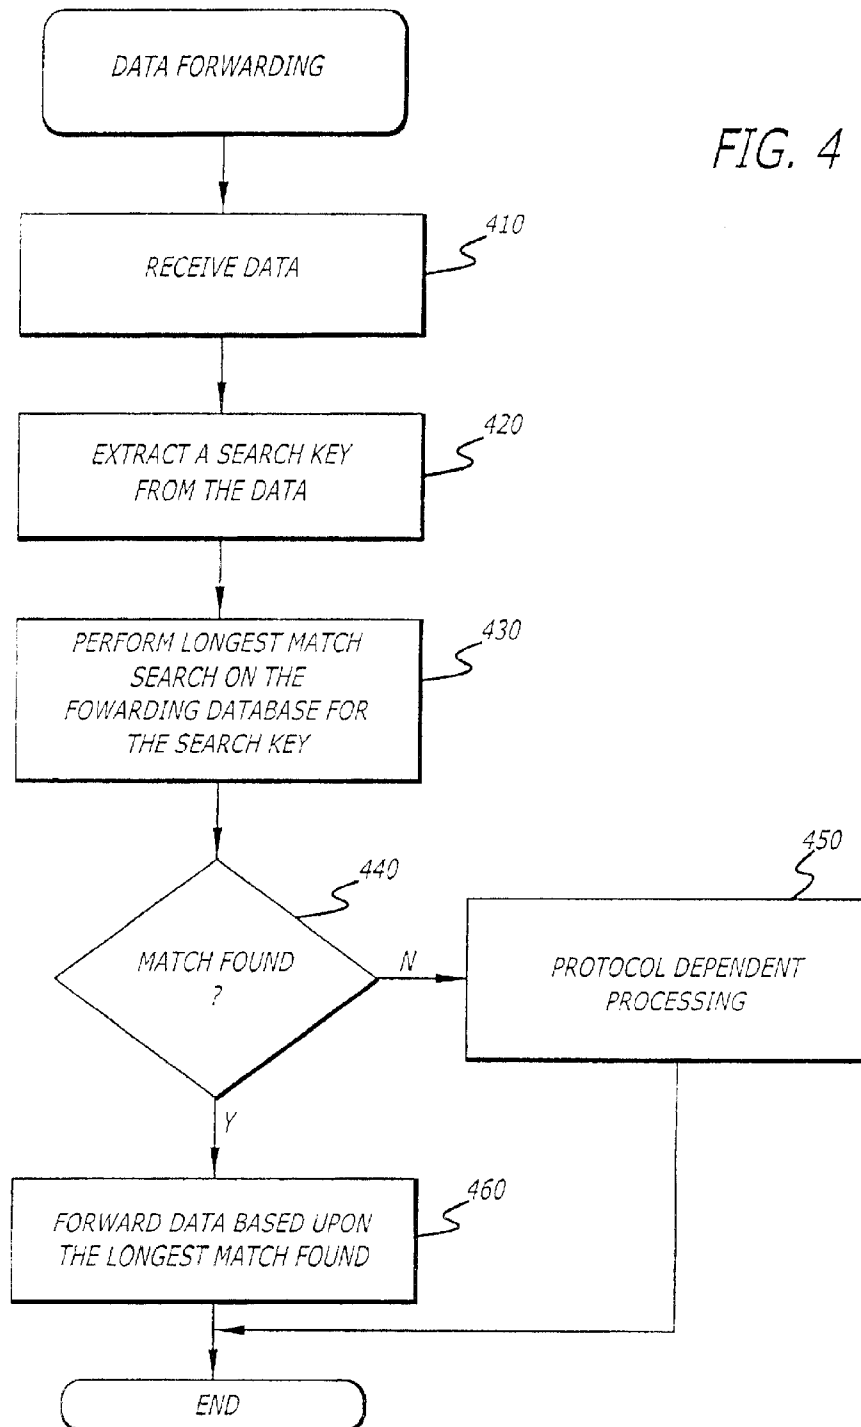 DATA FORWARDING
FIG. 4
410
RECEIVE DATA
420
EXTRACT A SEARCH KEY
FROM THE DATA
430
PERFORM LONGEST MATCH
SEARCH ON THE
FOWARDING DATABASE FOR
THE SEARCH KEY
440
MATCH FOUND
?
N
450
PROTOCOL DEPENDENT
PROCESSING
Y
460
FORWARD DATA BASED UPON
THE LONGEST MATCH FOUND
END